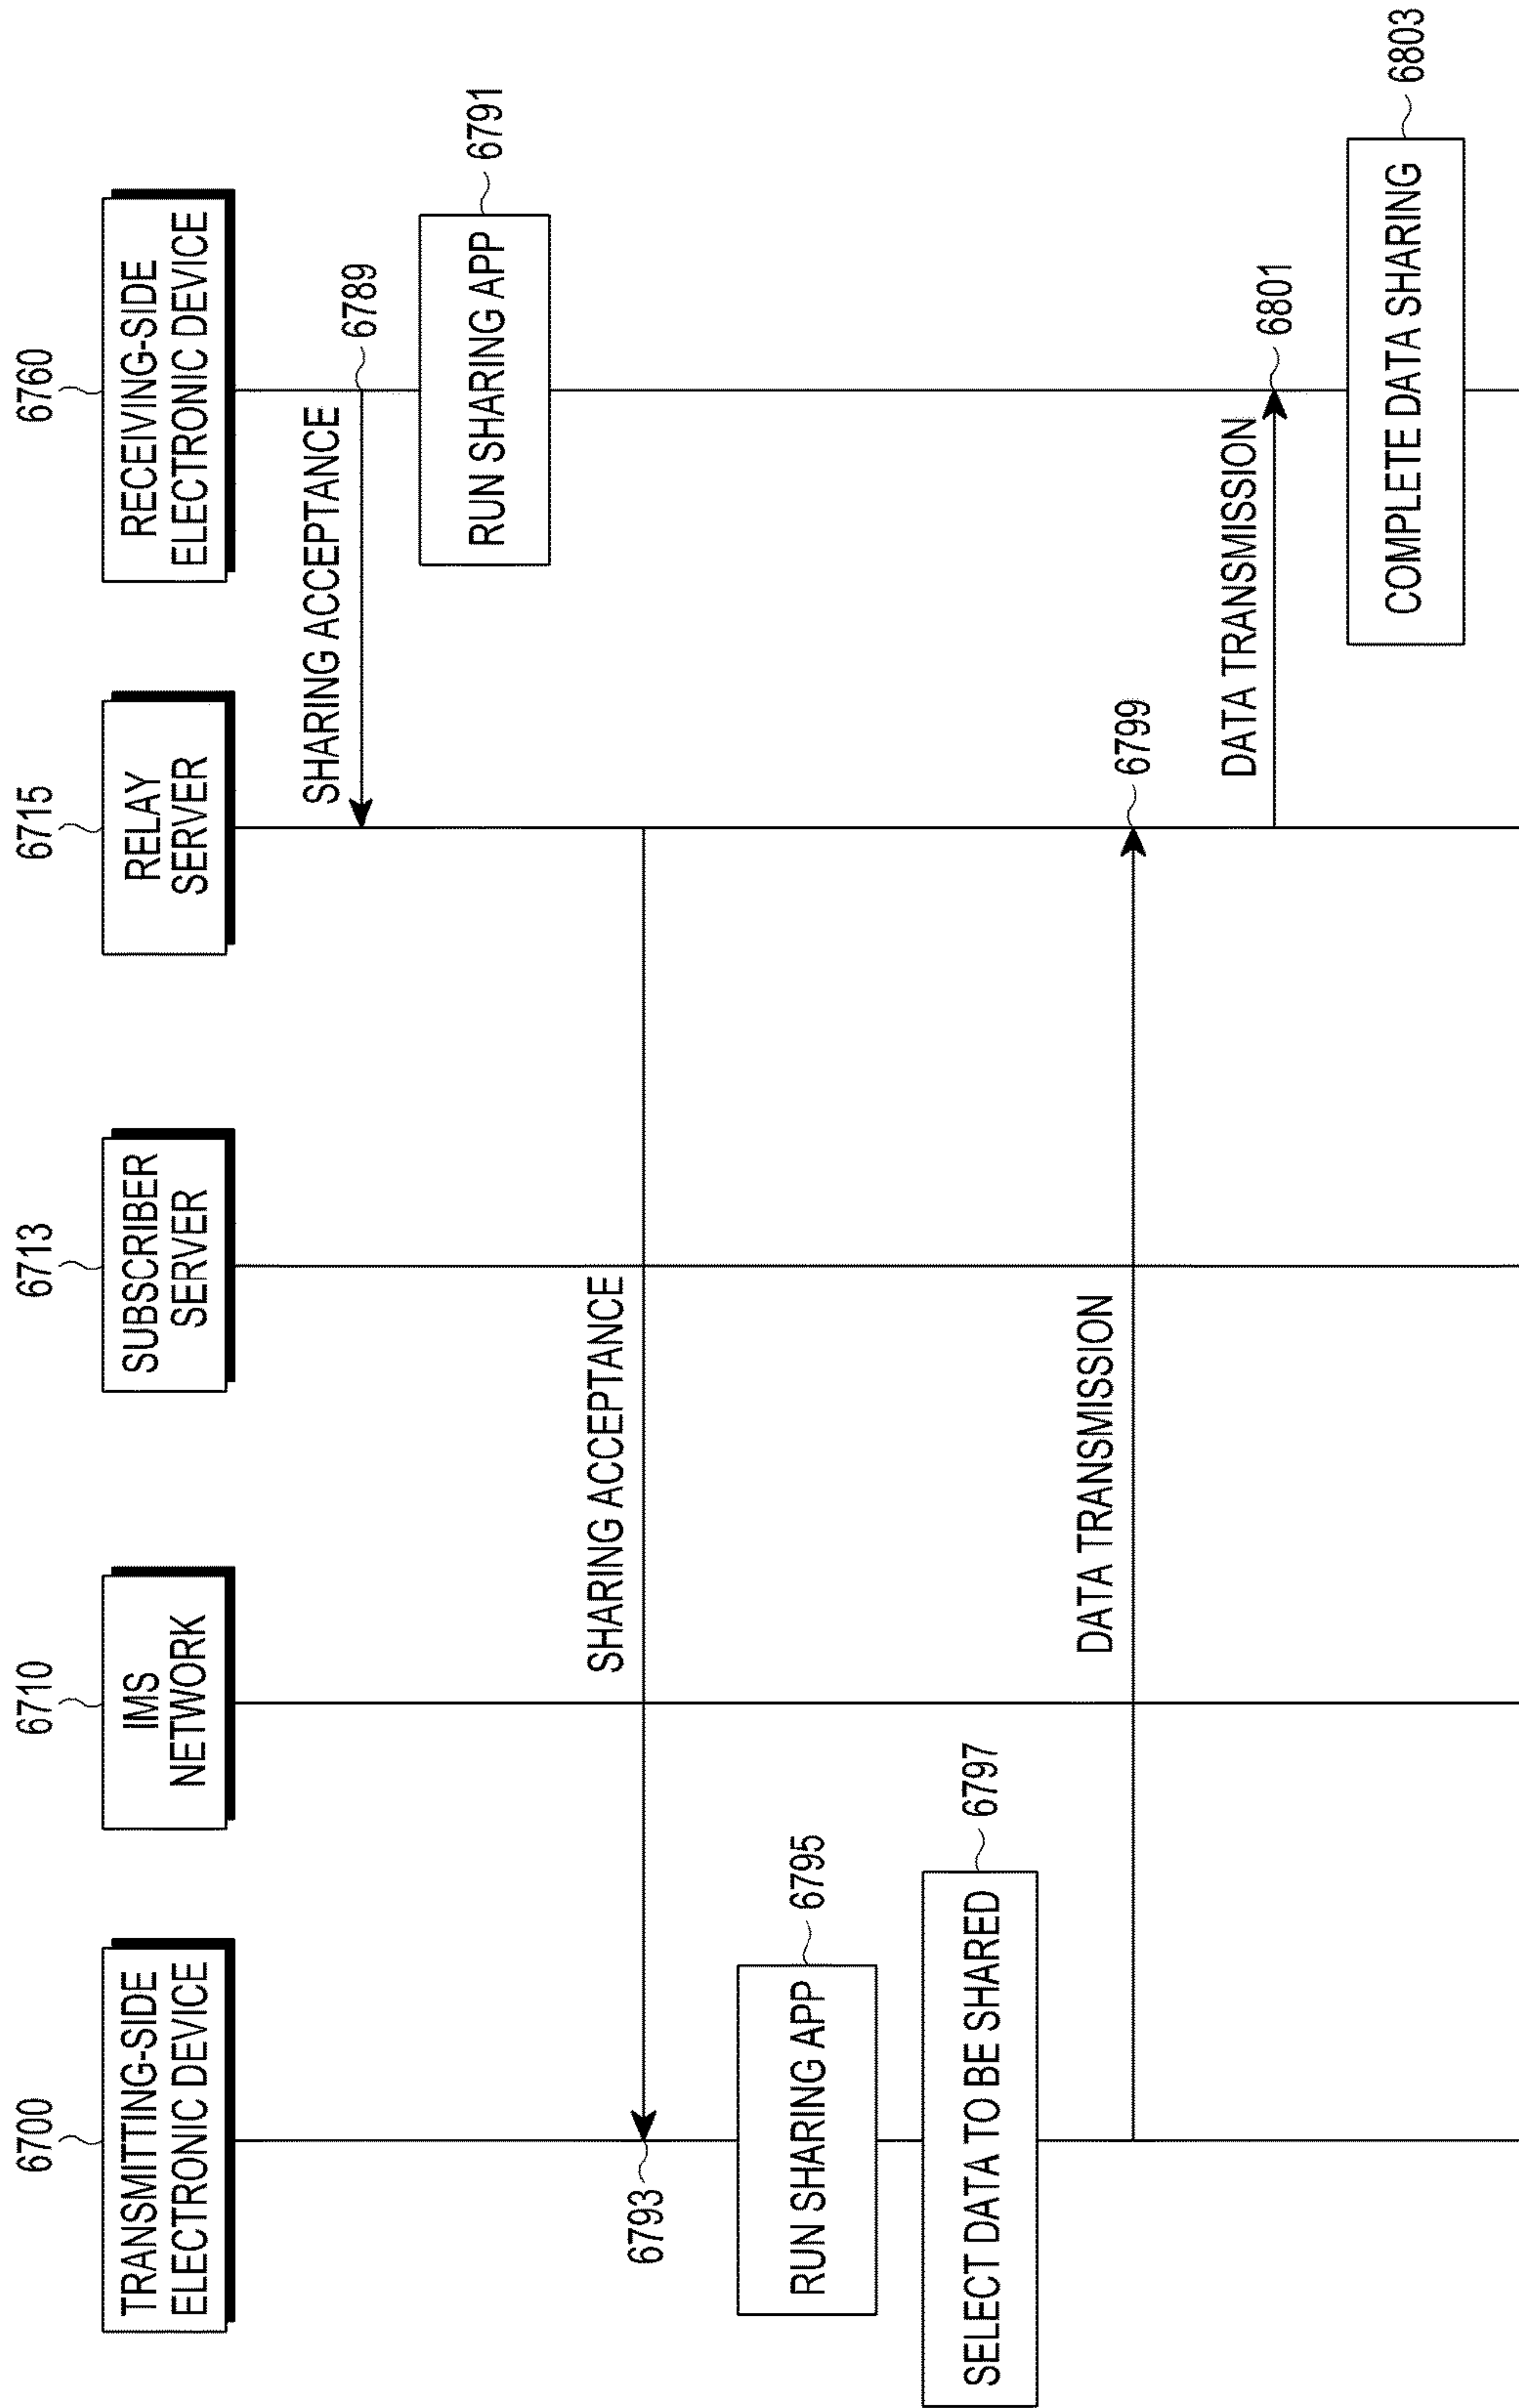 6700
TRANSMITTING-SIDE
ELECTRONIC DEVICE
6710
IMS
NETWORK
6713
SUBSCRIBER
SERVER
6715
RELAY
SERVER
6760
RECEIVING-SIDE
ELECTRONIC DEVICE
SHARING ACCEPTANCE
6789
RUN SHARING APP
6791
SHARING ACCEPTANCE
6793
RUN SHARING APP
6795
SELECT DATA TO BE SHARED
6797
DATA TRANSMISSION
6799
DATA TRANSMISSION
6801
COMPLETE DATA SHARING
6803